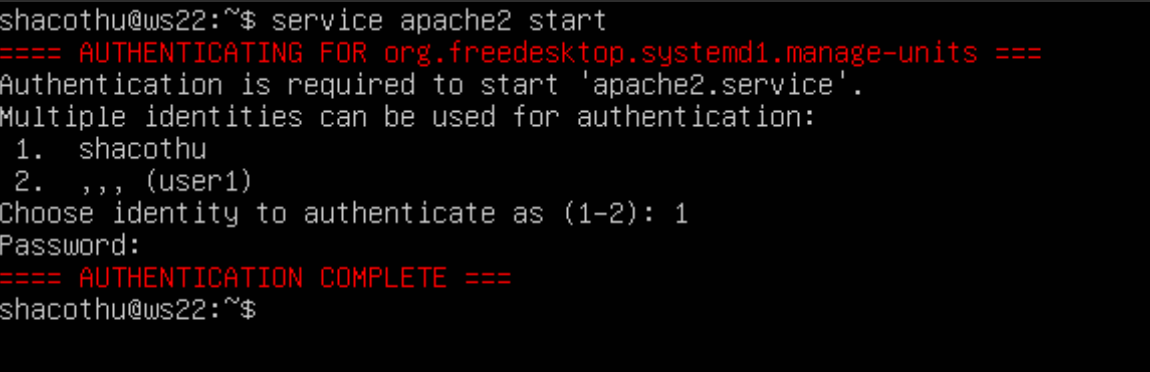 shacothu@ws22:~$ service apache2 start
==== AUTHENTICATING FOR org.freedesktop.systemd1.manage-units ===
Authentication is required to start 'apache2.service'.
Multiple identities can be used for authentication:
 1.  shacothu
 2.  ,,, (user1)
Choose identity to authenticate as (1-2): 1
Password:
==== AUTHENTICATION COMPLETE ===
shacothu@ws22:~$